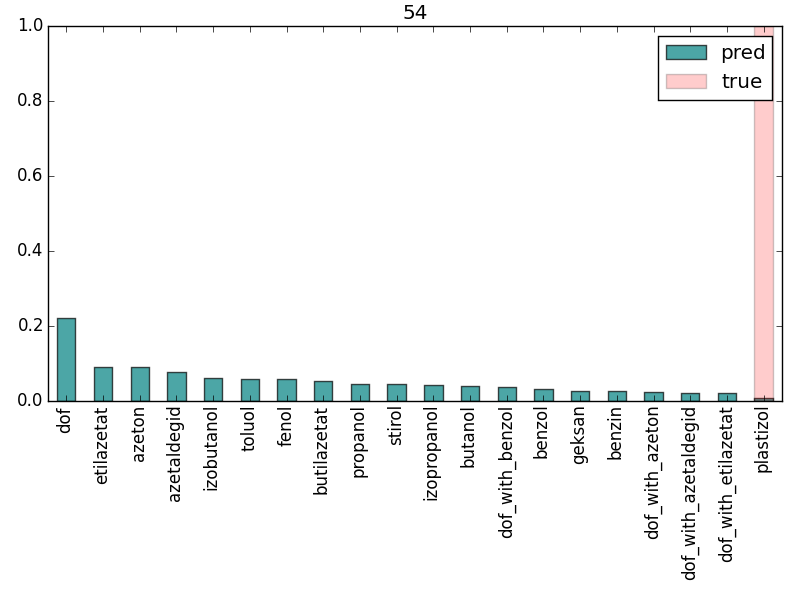 54
1.0
0.8
0.6
0.4
0.2
0.0
pred
true
dof
etilazetat
azeton
azetaldegid
izobutanol
toluol
fenol
butilazetat
propanol
stirol
izopropanol
butanol
dof_with_benzol
benzol
geksan
benzin
dof_with_azeton
dof_with_azetaldegid
dof_with_etilazetat
plastizol